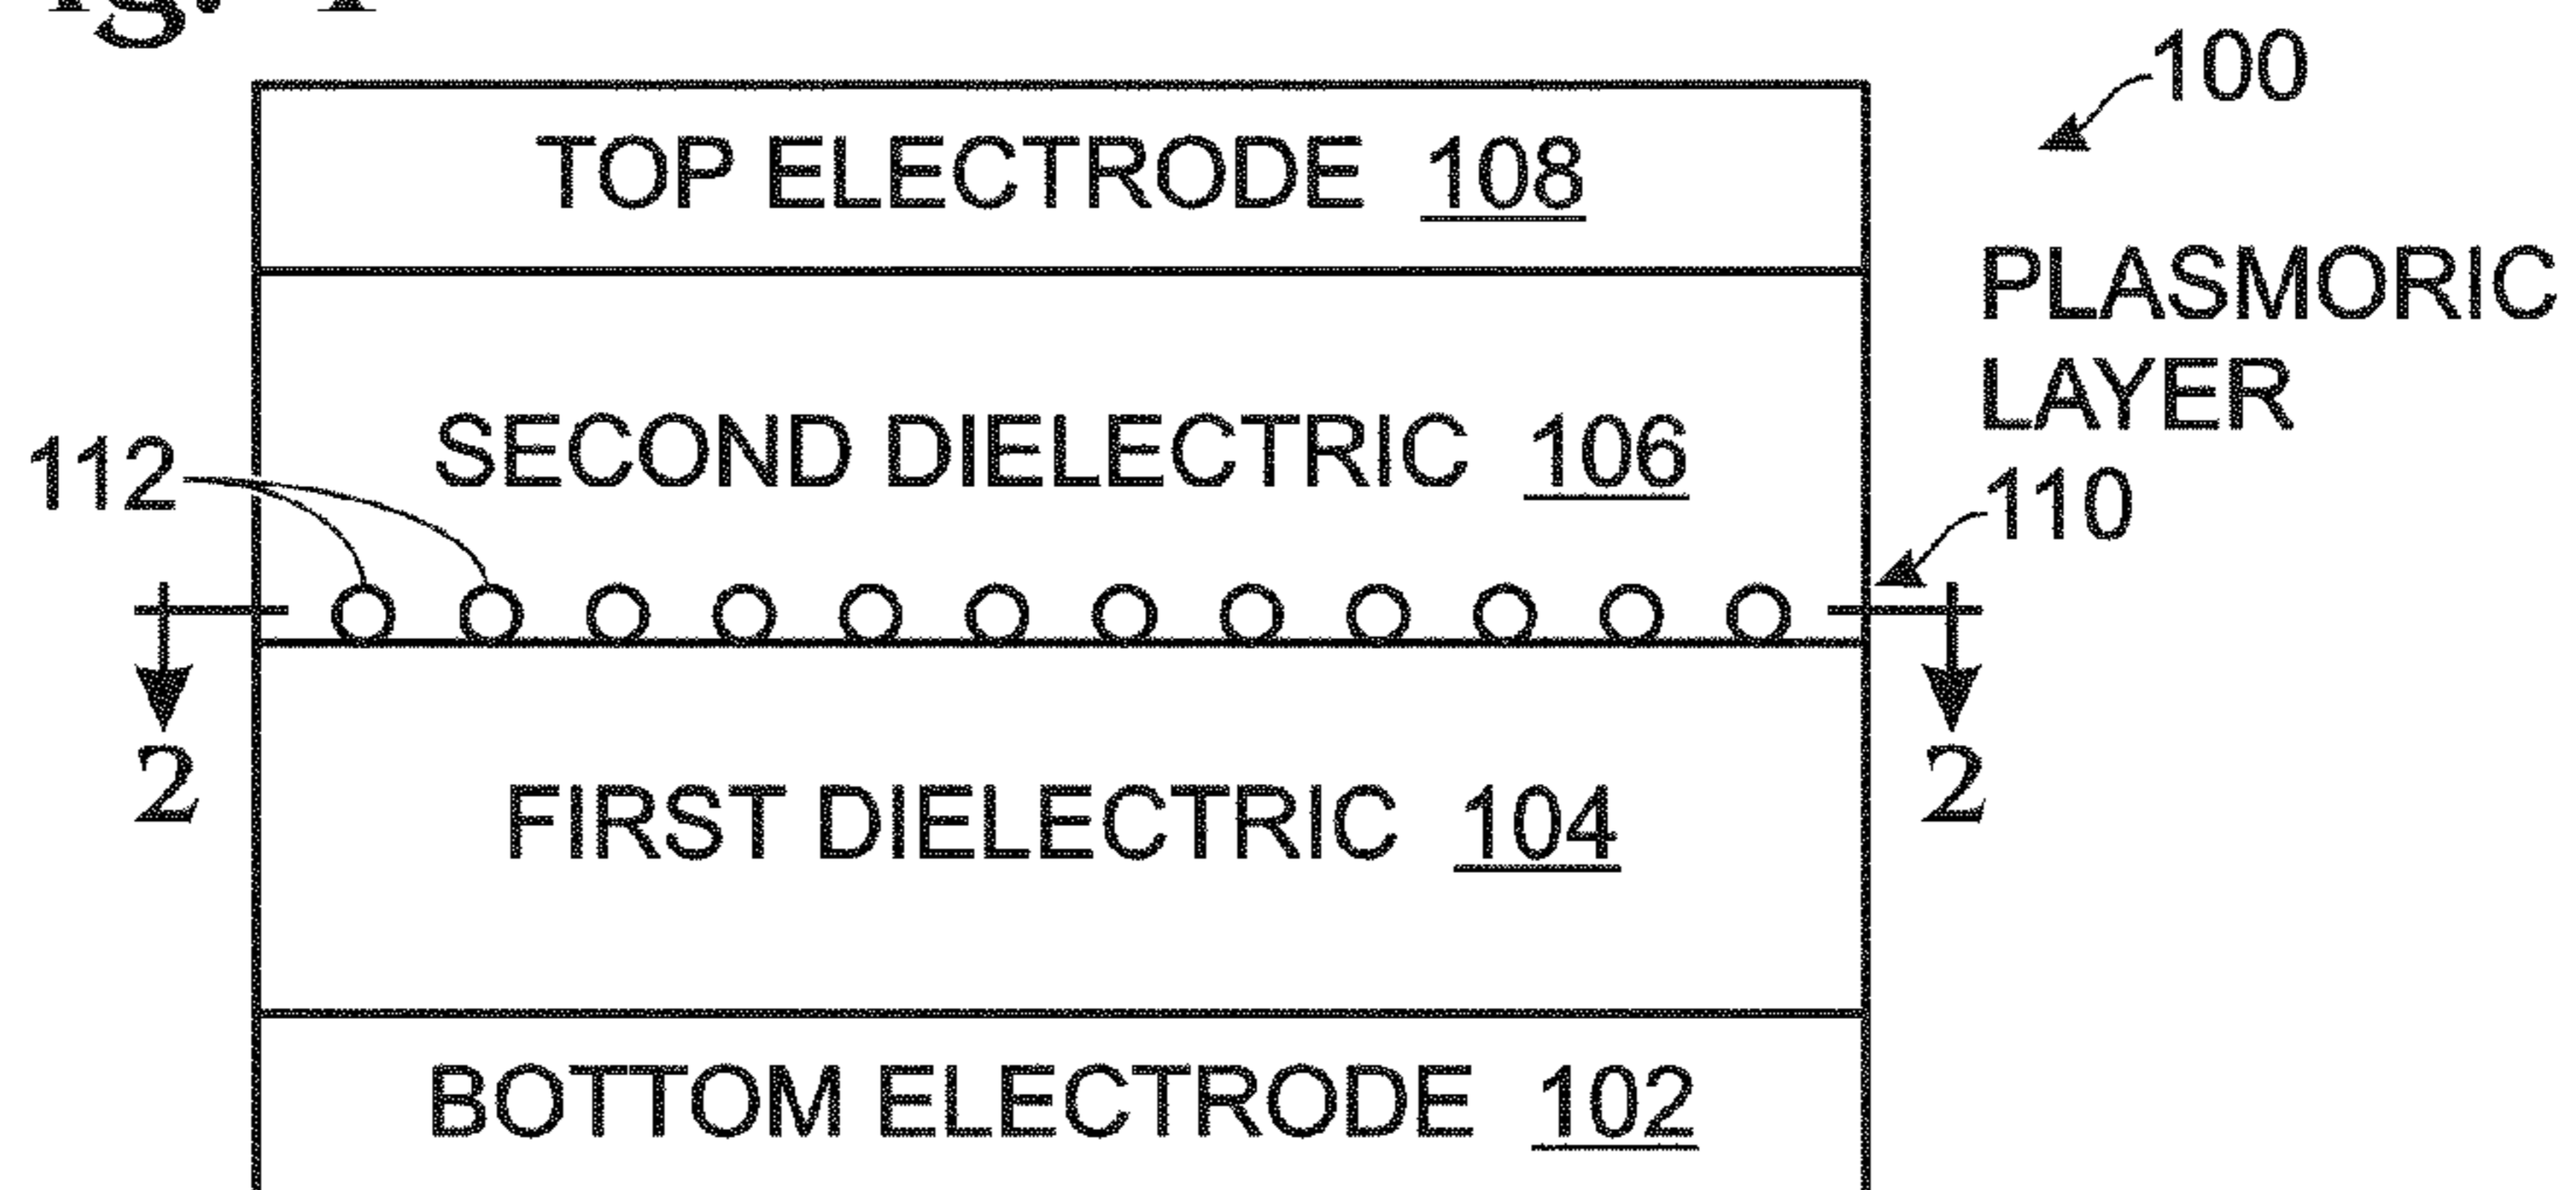 100
TOP ELECTRODE 108
PLASMORIC
LAYER
SECOND DIELECTRIC 106
112
110
2 2
FIRST DIELECTRIC 104
BOTTOM ELECTRODE 102